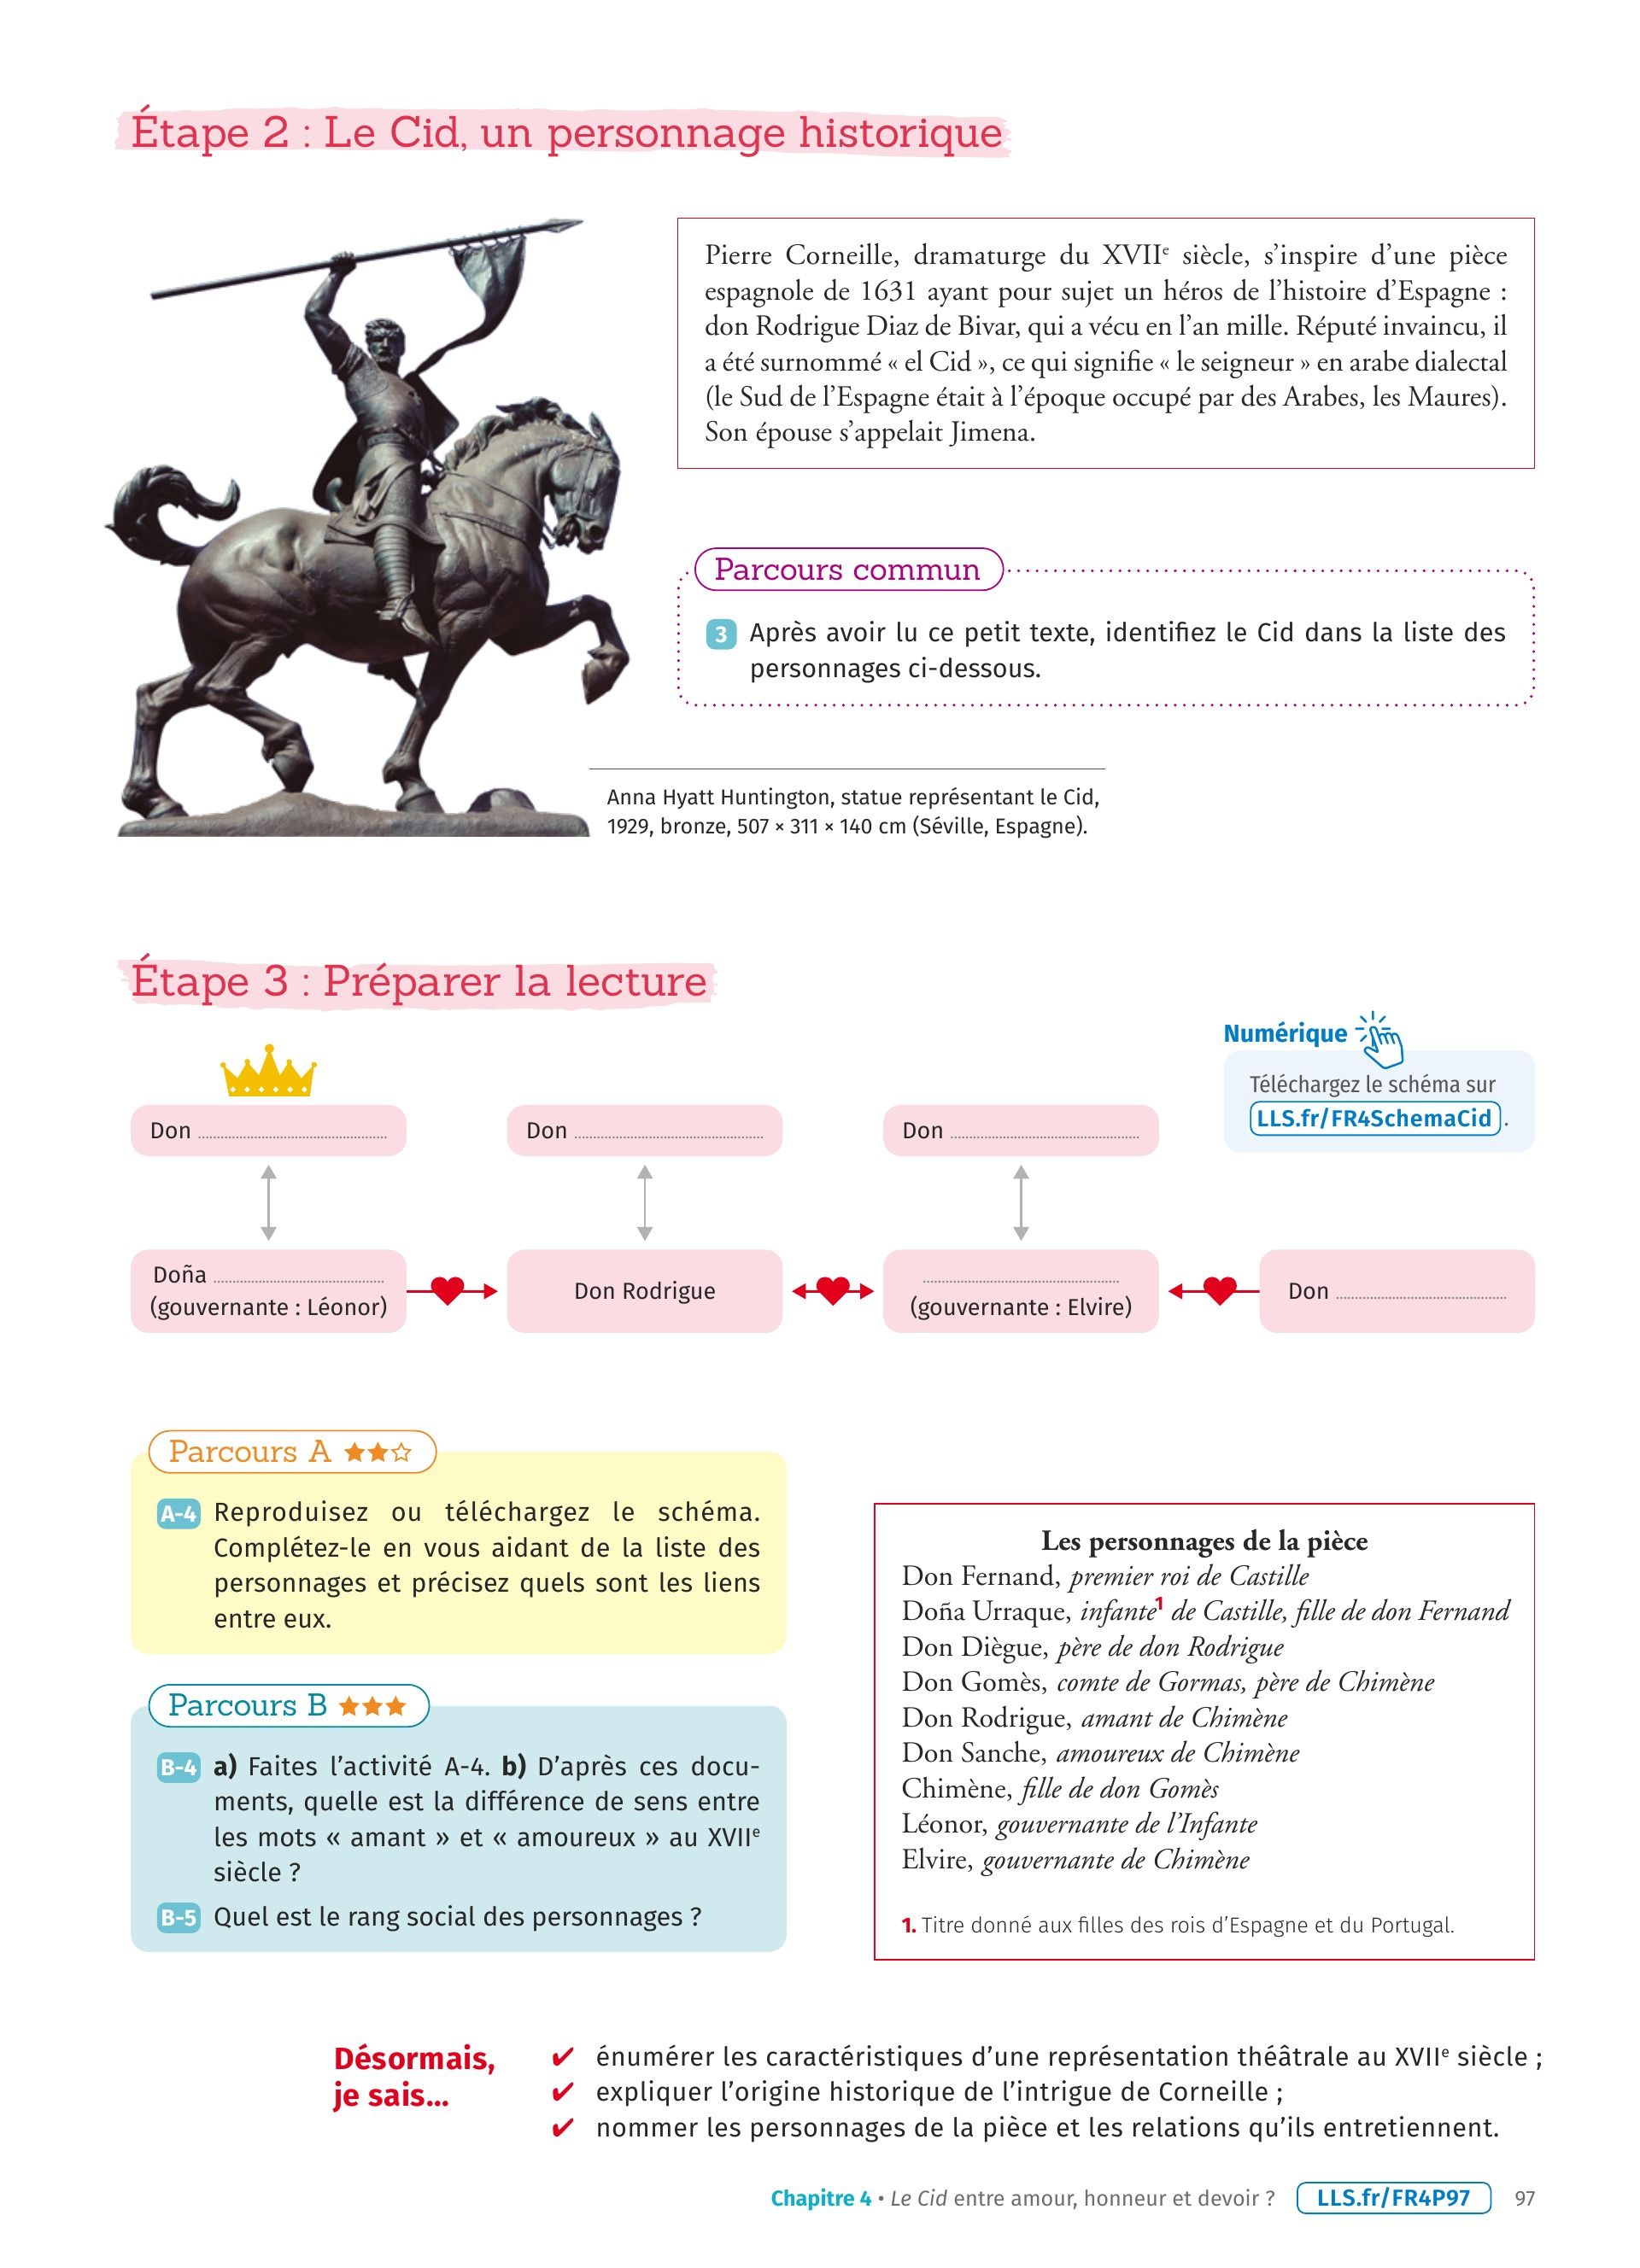 Étape 2 : Le Cid, un personnage historique
Pierre Corneille, dramaturge du XVIIe siècle, s’inspire d’une pièce
espagnole de 1631 ayant pour sujet un héros de l’histoire d’Espagne :
don Rodrigue Diaz de Bivar, qui a vécu en l’an mille. Réputé invaincu, il
a été surnommé « el Cid », ce qui signifie « le seigneur » en arabe dialectal
(le Sud de l’Espagne était à l’époque occupé par des Arabes, les Maures).
Son épouse s’appelait Jimena.
Parcours commun
3 Après avoir lu ce petit texte, identifiez le Cid dans la liste des
personnages ci-dessous.
Anna Hyatt Huntington, statue représentant le Cid,
1929, bronze, 507 × 311 × 140 cm (Séville, Espagne).
Étape 3 : Préparer la lecture
Numérique
Téléchargez le schéma sur
LLS.fr/FR4SchemaCid .
Don ........................................
Don ........................................
Don ........................................
Doña ........................................
(gouvernante : Léonor)
Don Rodrigue
........................................
(gouvernante : Elvire)
Don ........................................
Parcours A ★★☆
A-4 Reproduisez ou téléchargez le schéma.
Complétez-le en vous aidant de la liste des
personnages et précisez quels sont les liens
entre eux.
Parcours B ★★★
B-4 a) Faites l’activité A-4. b) D’après ces docu-
ments, quelle est la différence de sens entre
les mots « amant » et « amoureux » au XVIIe
siècle ?
B-5 Quel est le rang social des personnages ?
Les personnages de la pièce
Don Fernand, premier roi de Castille
Doña Urraque, infante1 de Castille, fille de don Fernand
Don Diègue, père de don Rodrigue
Don Gomès, comte de Gormas, père de Chimène
Don Rodrigue, amant de Chimène
Don Sanche, amoureux de Chimène
Chimène, fille de don Gomès
Léonor, gouvernante de l’Infante
Elvire, gouvernante de Chimène
1. Titre donné aux filles des rois d’Espagne et du Portugal.
Désormais,
je sais...
✔ énumérer les caractéristiques d’une représentation théâtrale au XVIIe siècle ;
✔ expliquer l’origine historique de l’intrigue de Corneille ;
✔ nommer les personnages de la pièce et les relations qu’ils entretiennent.
Chapitre 4 • Le Cid entre amour, honneur et devoir ? LLS.fr/FR4P97 97